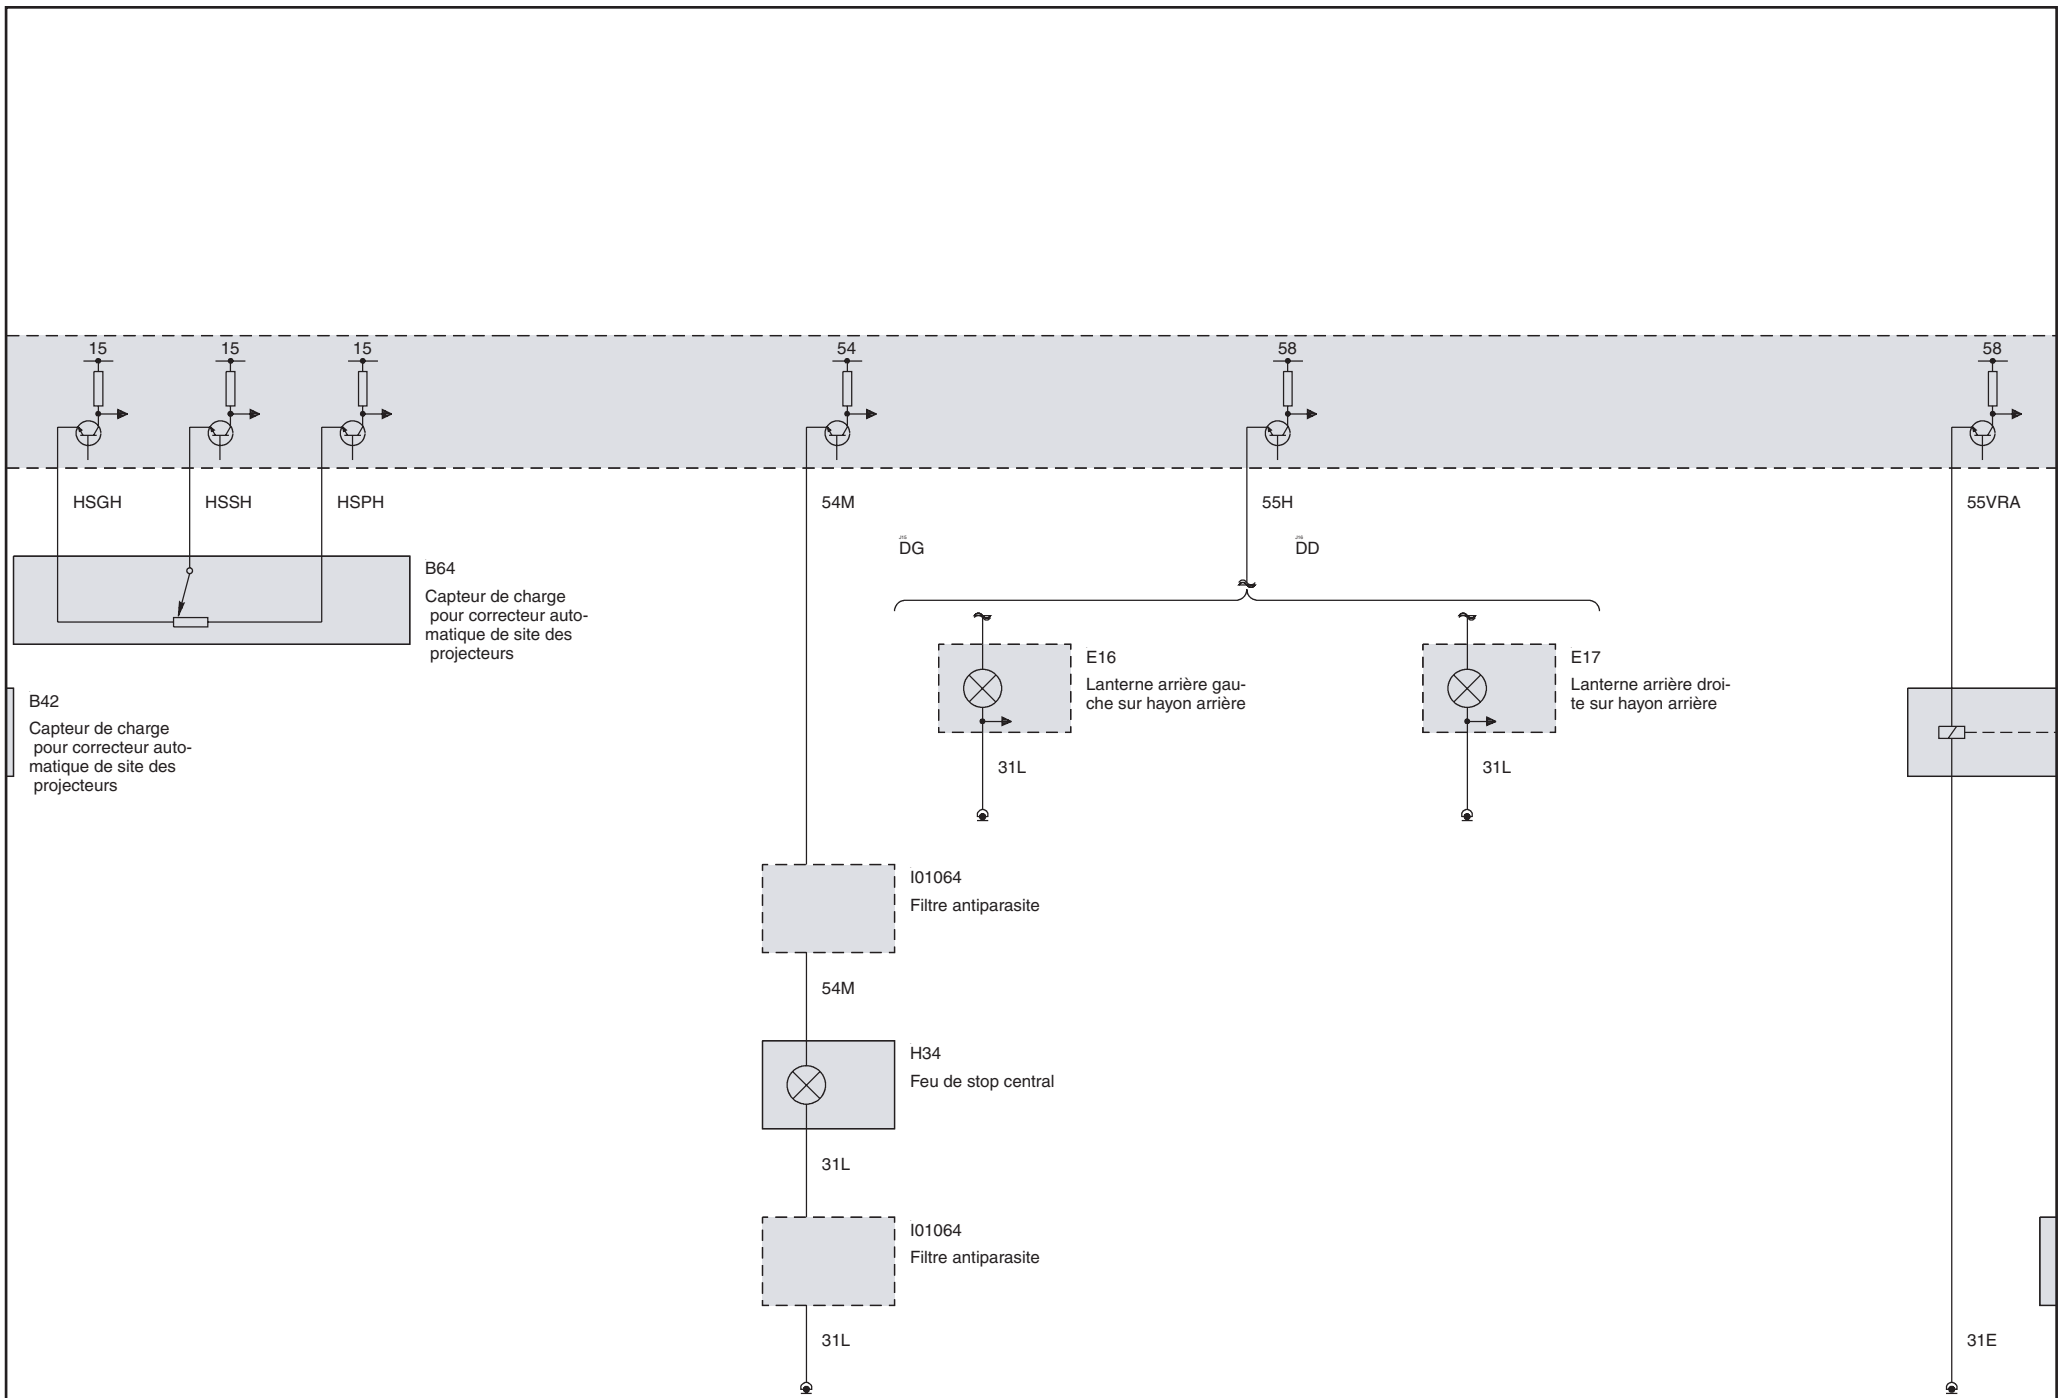 15
15
15
54
58
58
HSGH
HSSH
HSPH
54M
55H
55VRA
DG
DD
B64
Capteur de charge
pour correcteur auto-
matique de site des
projecteurs
E16
Lanterne arrière gau-
che sur hayon arrière
E17
Lanterne arrière droi-
te sur hayon arrière
B42
Capteur de charge
pour correcteur auto-
matique de site des
projecteurs
31L
31L
I01064
Filtre antiparasite
54M
H34
Feu de stop central
31L
I01064
Filtre antiparasite
31L
31E